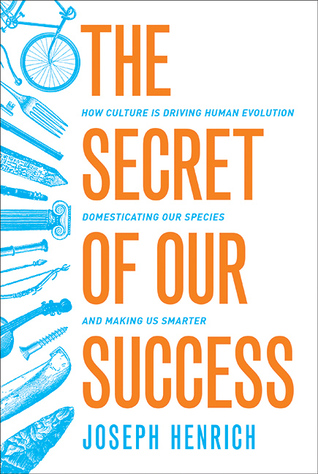 THE
HOW CULTURE IS DRIVING HUMAN EVOLUTION
SECRET
DOMESTICATING OUR SPECIES
OF OUR
AND MAKING US SMARTER
SUCCESS
JOSEPH HENRICH